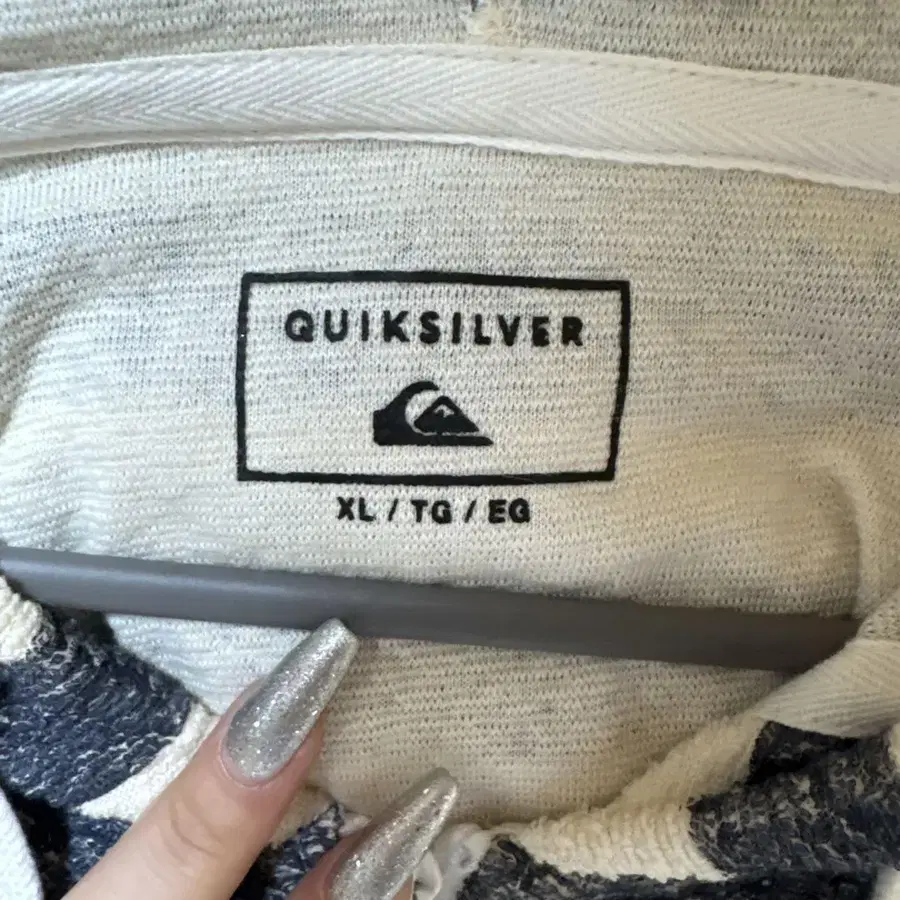 QUIKSILVER
XL / TG / EG